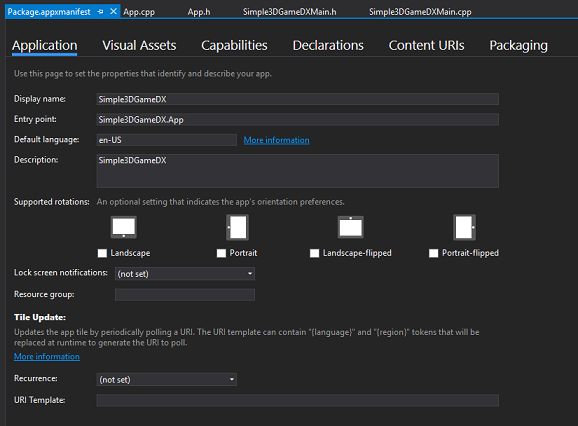 Package.appxmanifest App.cpp App.h Simple3DGameDXMain.h Simple3DGameDXMain.cpp
Application Visual Assets Capabilities Declarations Content URIs Packaging
Use this page to set the properties that identify and describe your app.
Display name: Simple3DGameDX
Entry point: Simple3DGameDX.App
Default language: en-US More information
Description: Simple3DGameDX
Supported rotations: An optional setting that indicates the app's orientation preferences.
Landscape Portrait Landscape-flipped Portrait-flipped
Lock screen notifications: (not set)
Resource group:
Tile Update:
Updates the app tile by periodically polling a URI. The URI template can contain "{language}" and "{region}" tokens that will be
replaced at runtime to generate the URI to poll.
More information
Recurrence: (not set)
URI Template: